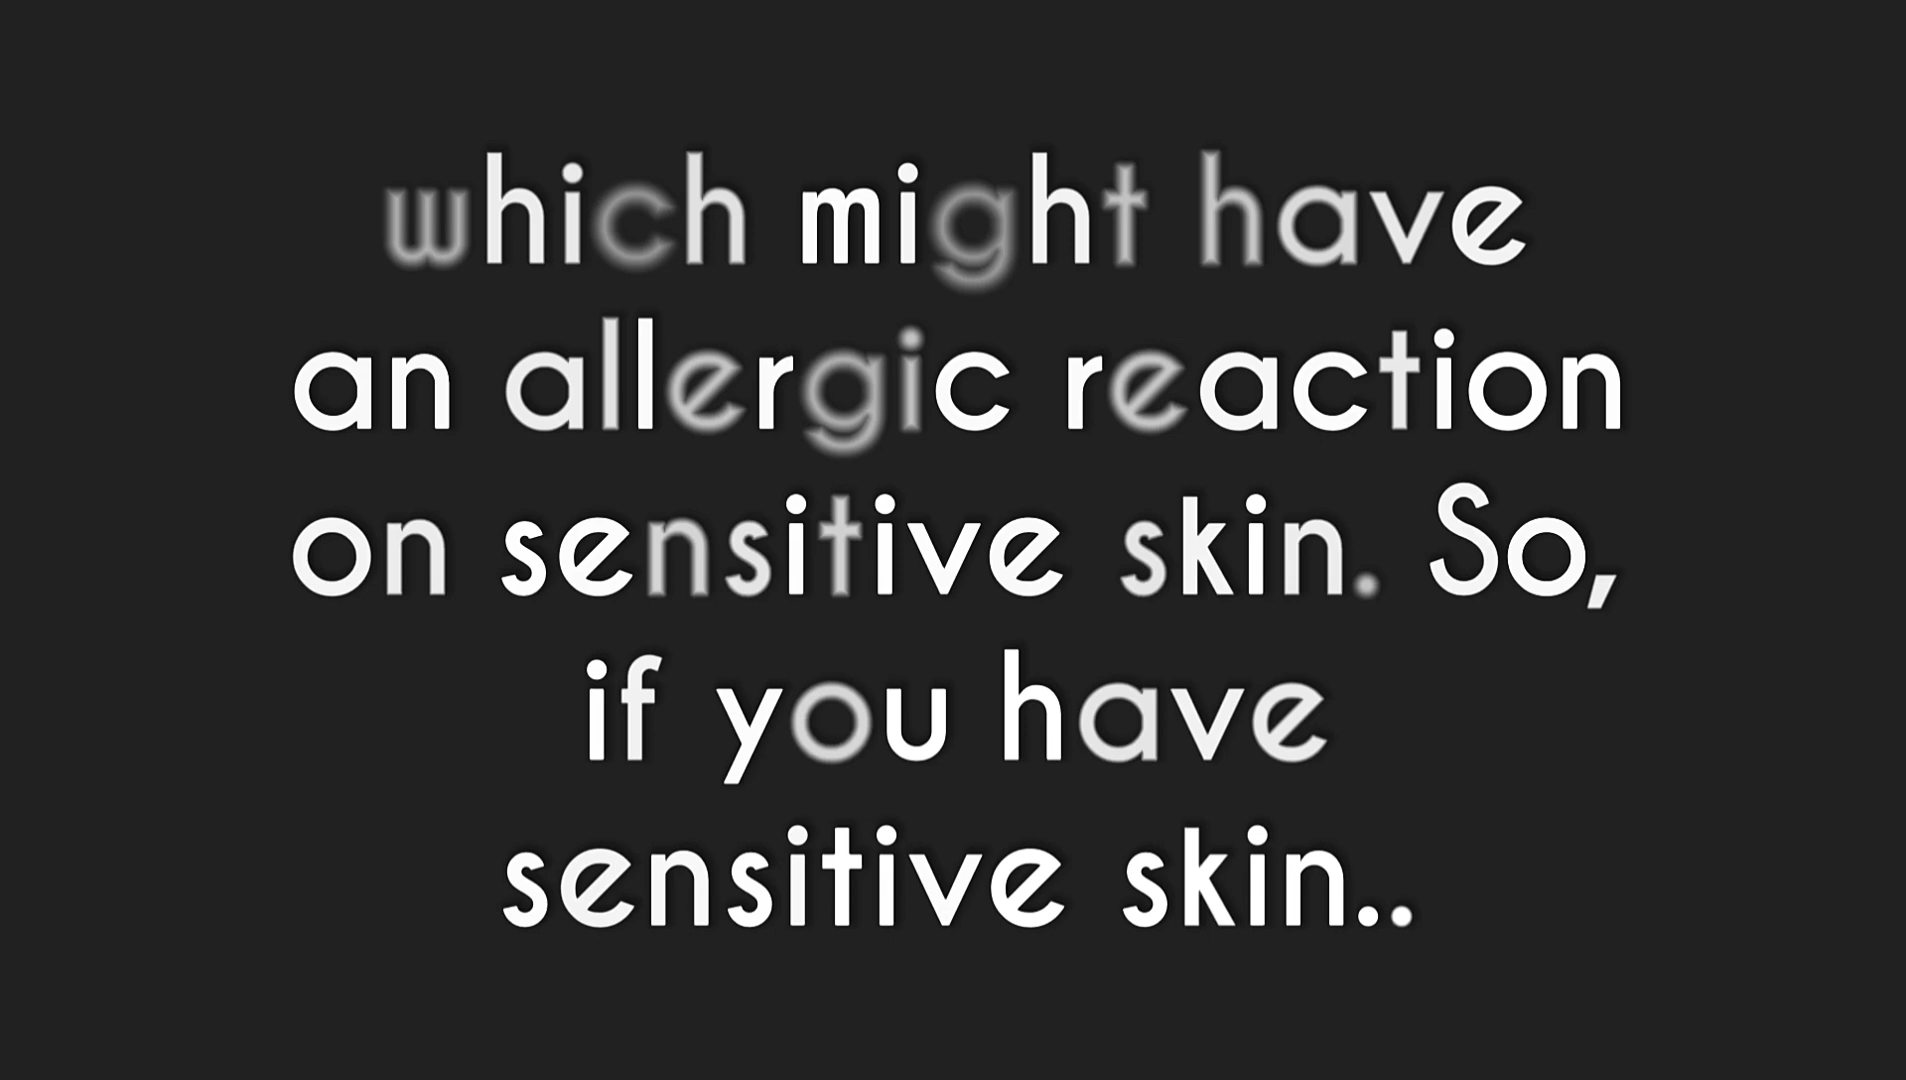 which might have
an allergic reaction
on sensitive skin. So,
if you have
sensitive skin..